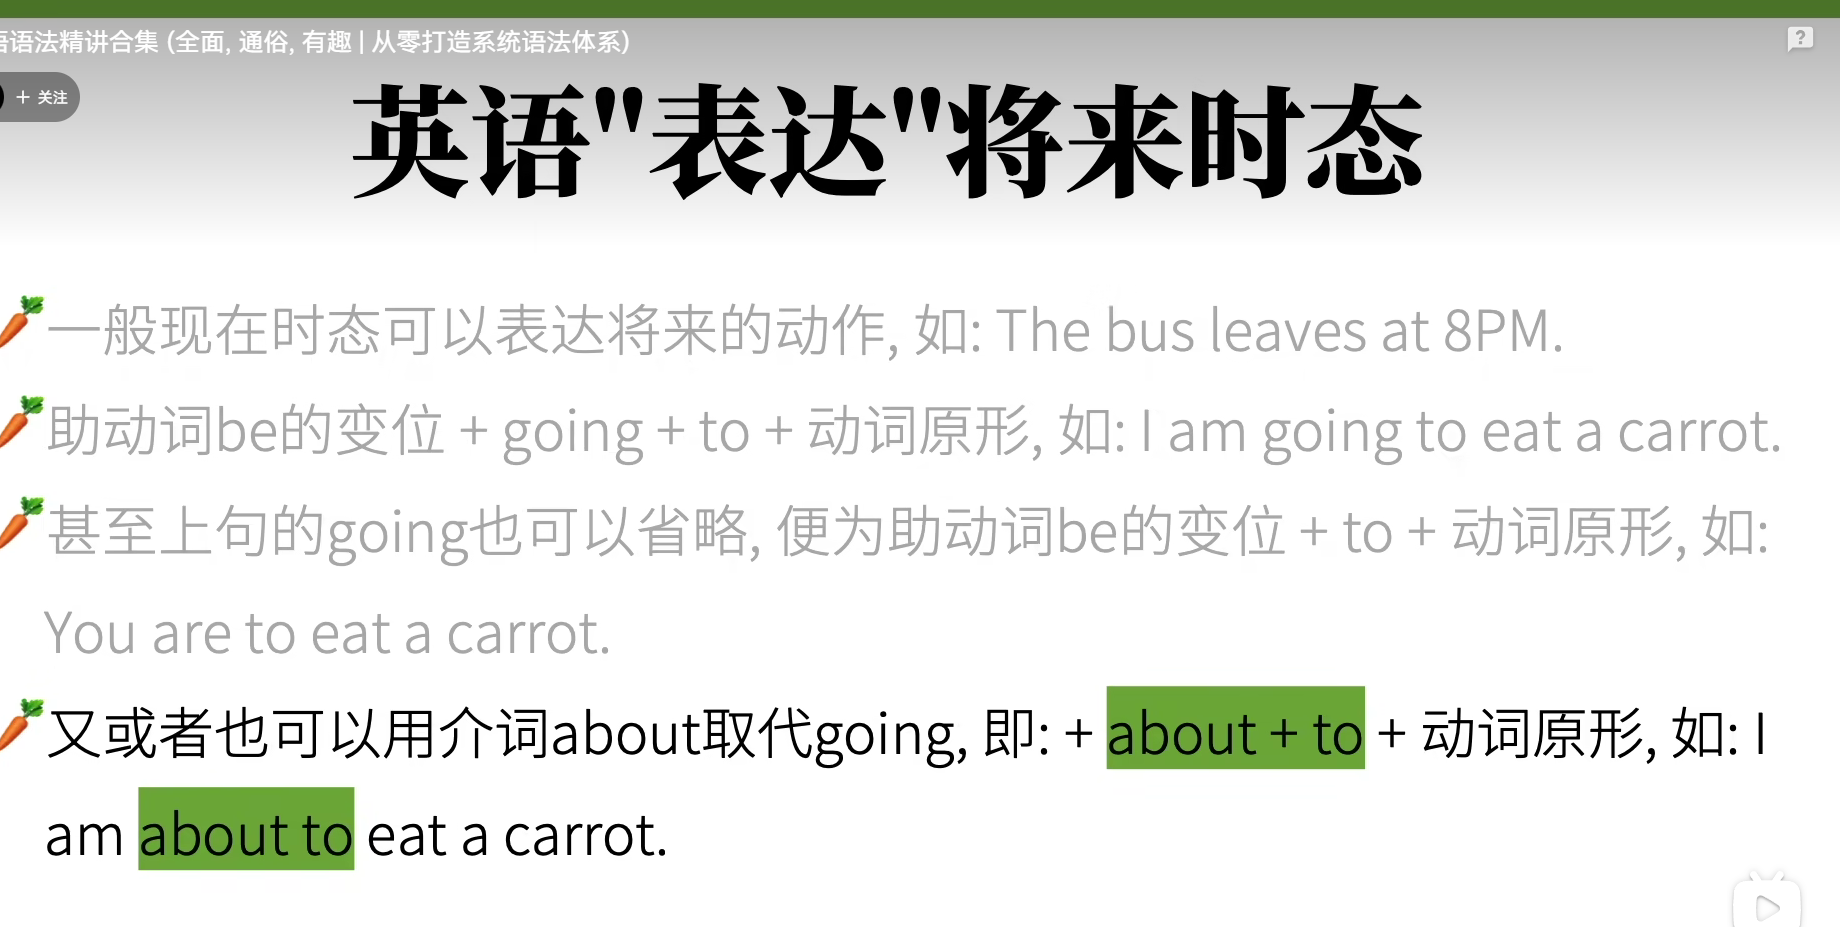 语语法精讲合集 (全面, 通俗, 有趣 | 从零打造系统语法体系)
+ 关注
英语"表达"将来时态
一般现在时态可以表达将来的动作, 如: The bus leaves at 8PM.
助动词be的变位 + going + to + 动词原形, 如: I am going to eat a carrot.
甚至上句的going也可以省略, 便为助动词be的变位 + to + 动词原形, 如:
You are to eat a carrot.
又或者也可以用介词about取代going, 即: + about + to + 动词原形, 如: I
am about to eat a carrot.